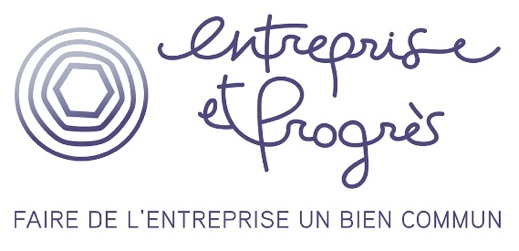 entreprise
et Progrès
FAIRE DE L'ENTREPRISE UN BIEN COMMUN